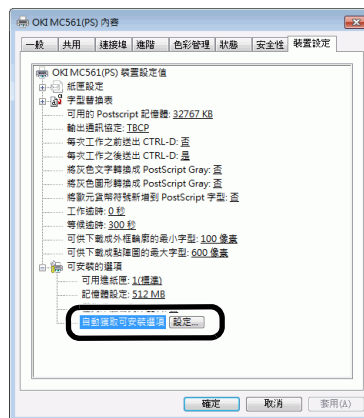 OKI MC561(PS) 內容
一般 共用 連接埠 進階 色彩管理 狀態 安全性 裝置設定
OKI MC561(PS) 裝置設定值
紙匣設定
字型替換表
可用的 Postscript 記憶體: 32767 KB
輸出通訊協定: TBCP
每次工作之前送出 CTRL-D: 否
每次工作之後送出 CTRL-D: 是
將灰色文字轉換成 PostScript Gray: 否
將灰色圖形轉換成 PostScript Gray: 否
將歐元貨幣符號新增到 PostScript 字型: 否
工作逾時: 0 秒
等候逾時: 300 秒
可供下載成外框輪廓的最小字型: 100 像素
可供下載成點陣圖的最大字型: 600 像素
可安裝的選項
可用進紙匣: 1(標準)
記憶體設定: 512 MB
自動獲取可安裝選項 設定...
確定 取消 套用(A)